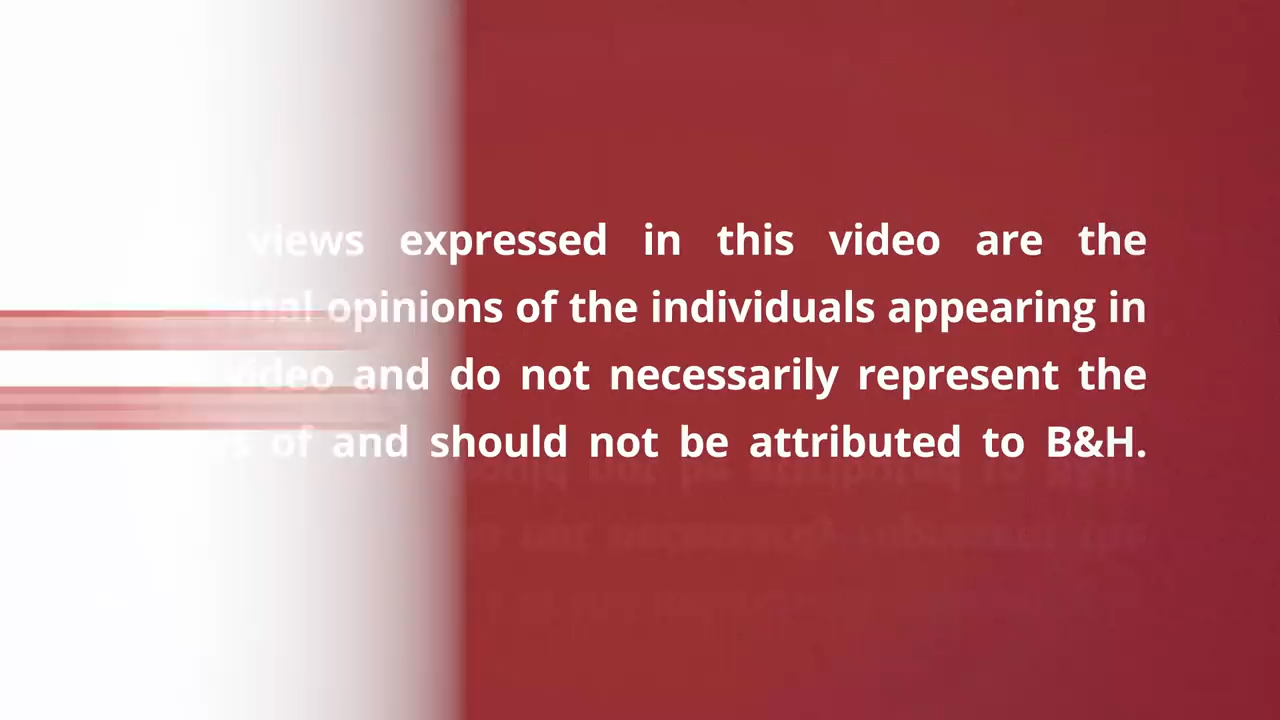 views expressed in this video are the
opinions of the individuals appearing in
video and do not necessarily represent the
of and should not be attributed to B&H.